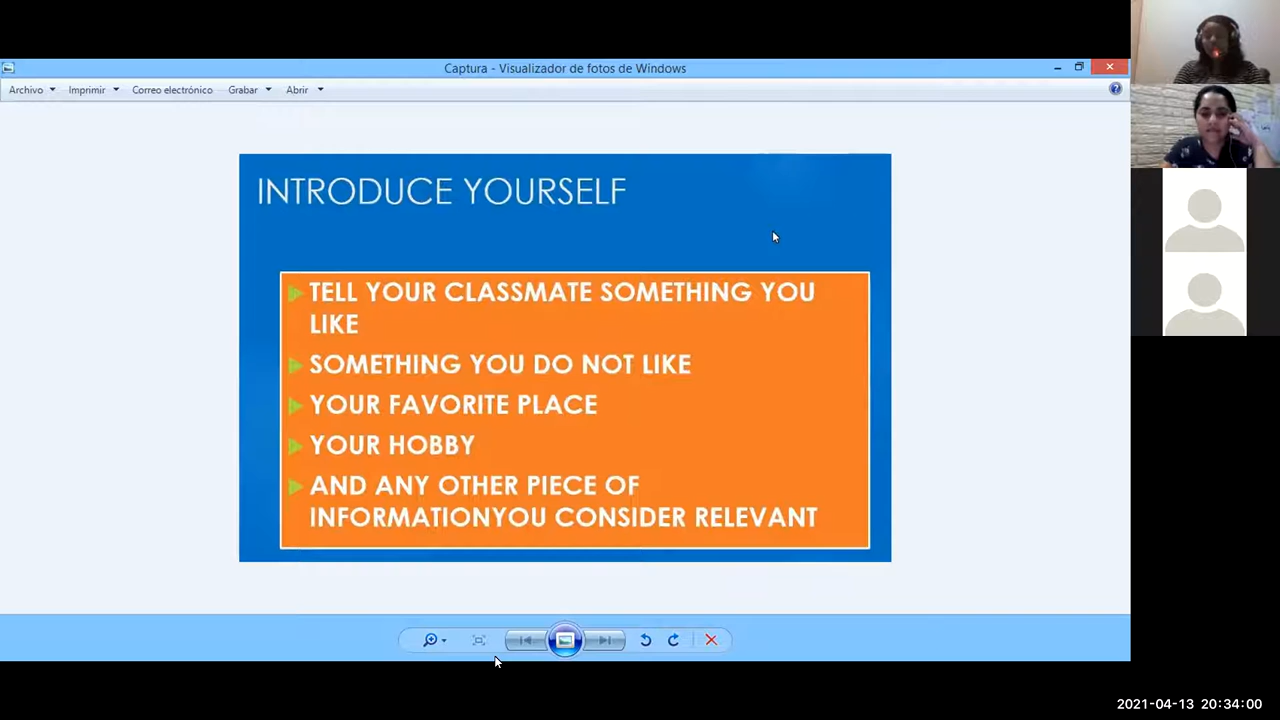 Captura - Visualizador de fotos de Windows
Archivo Imprimir Correo electrónico Grabar Abrir
INTRODUCE YOURSELF
TELL YOUR CLASSMATE SOMETHING YOU
LIKE
SOMETHING YOU DO NOT LIKE
YOUR FAVORITE PLACE
YOUR HOBBY
AND ANY OTHER PIECE OF
INFORMATIONYOU CONSIDER RELEVANT
2021-04-13 20:34:00